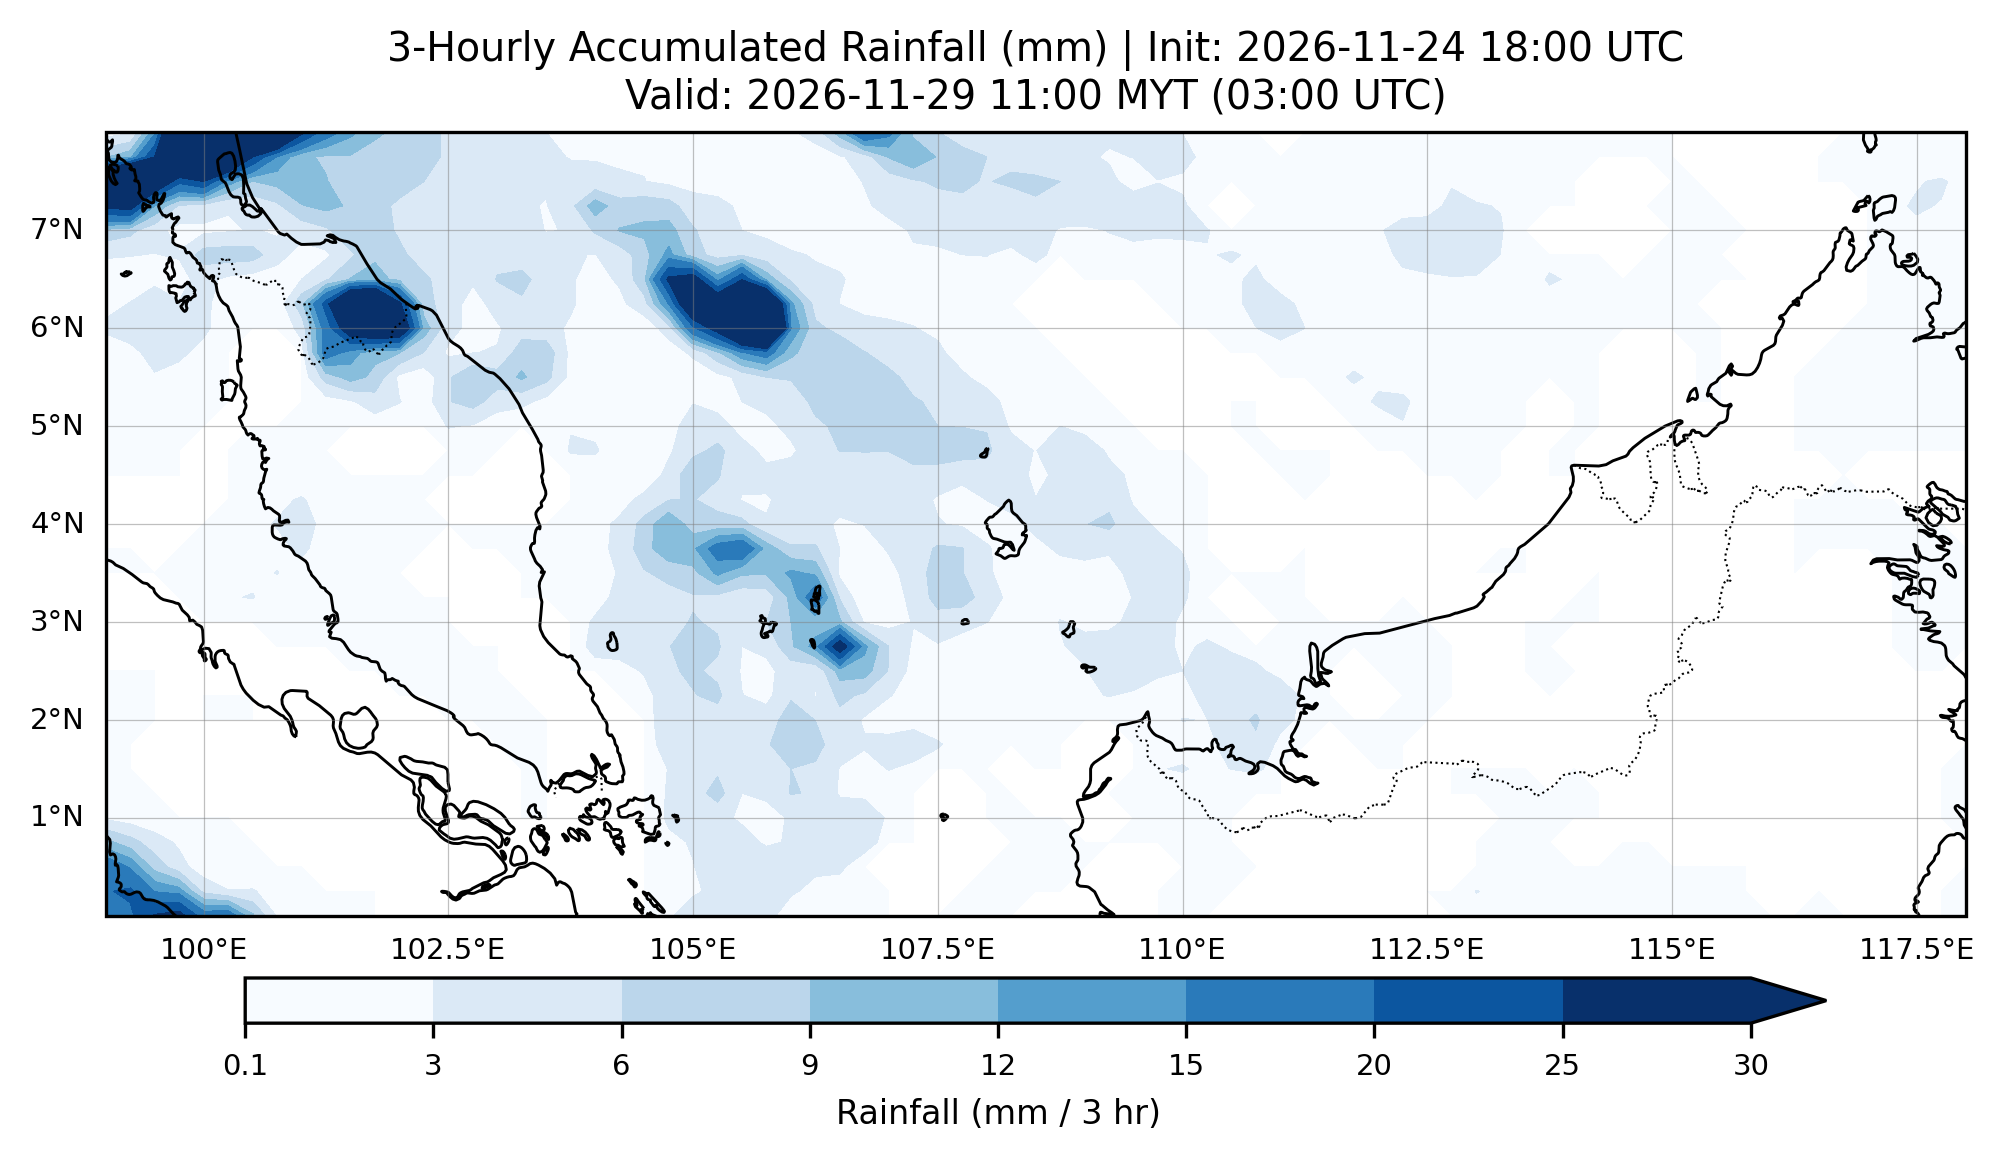 3-Hourly Accumulated Rainfall (mm) | Init: 2026-11-24 18:00 UTC
Valid: 2026-11-29 11:00 MYT (03:00 UTC)
7°N
6°N
5°N
4°N
3°N
2°N
1°N
100°E 102.5°E 105°E 107.5°E 110°E 112.5°E 115°E 117.5°E
0.1 3 6 9 12 15 20 25 30
Rainfall (mm / 3 hr)